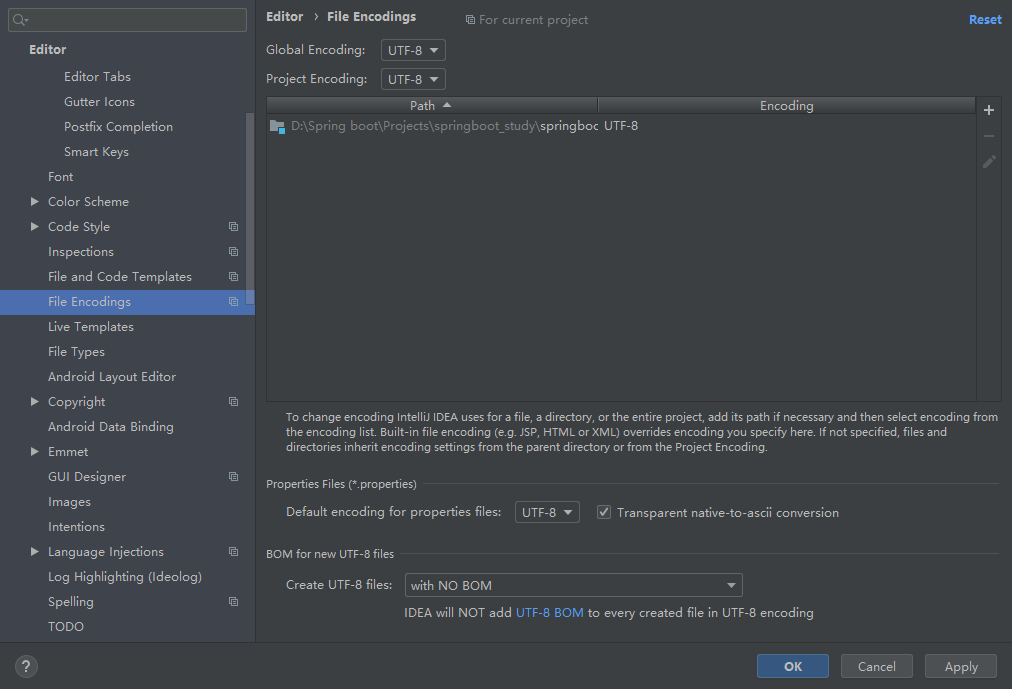 Editor
Editor Tabs
Gutter Icons
Postfix Completion
Smart Keys
Font
Color Scheme
Code Style
Inspections
File and Code Templates
File Encodings
Live Templates
File Types
Android Layout Editor
Copyright
Android Data Binding
Emmet
GUI Designer
Images
Intentions
Language Injections
Log Highlighting (Ideolog)
Spelling
TODO
Editor › File Encodings For current project Reset
Global Encoding: UTF-8
Project Encoding: UTF-8
Path Encoding
D:\Spring boot\Projects\springboot_study\springboc UTF-8
To change encoding IntelliJ IDEA uses for a file, a directory, or the entire project, add its path if necessary and then select encoding from
the encoding list. Built-in file encoding (e.g. JSP, HTML or XML) overrides encoding you specify here. If not specified, files and
directories inherit encoding settings from the parent directory or from the Project Encoding.
Properties Files (*.properties)
Default encoding for properties files: UTF-8 Transparent native-to-ascii conversion
BOM for new UTF-8 files
Create UTF-8 files: with NO BOM
IDEA will NOT add UTF-8 BOM to every created file in UTF-8 encoding
? OK Cancel Apply